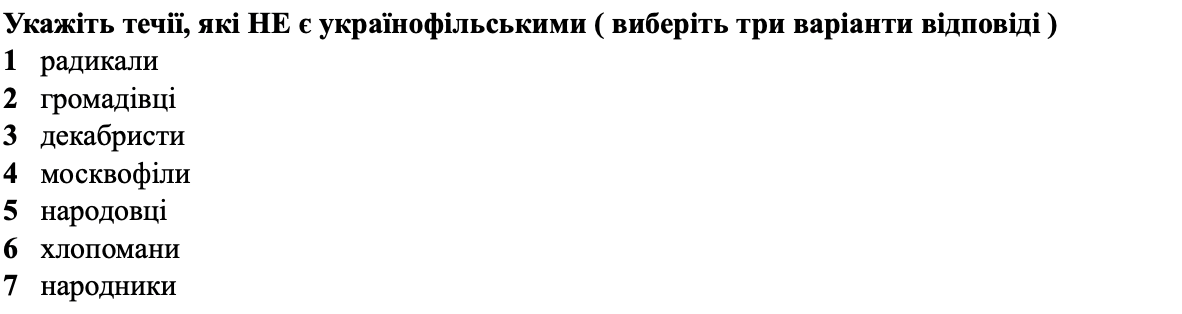 Укажіть течії, які НЕ є українофільськими ( виберіть три варіанти відповіді )
1 радикали
2 громадівці
3 декабристи
4 москвофіли
5 народовці
6 хлопомани
7 народники